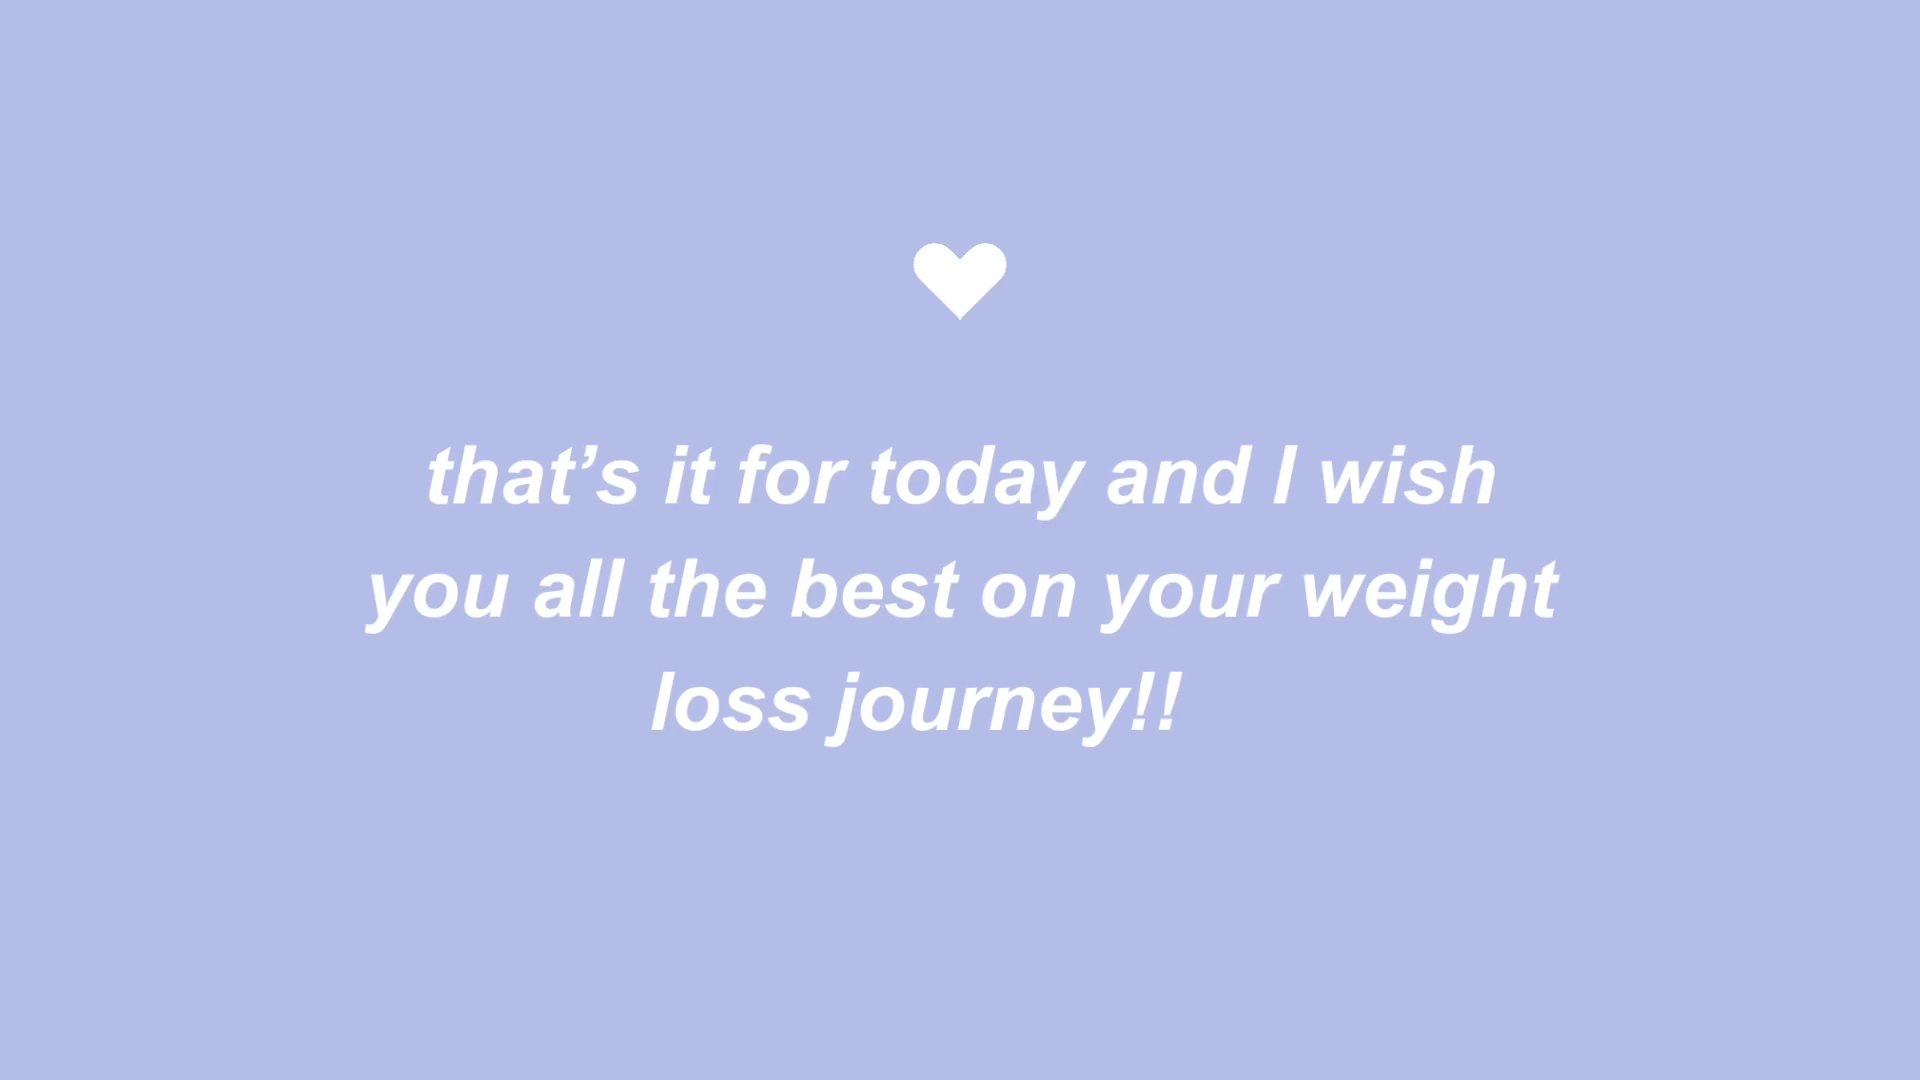 that’s it for today and I wish
you all the best on your weight
loss journey!!